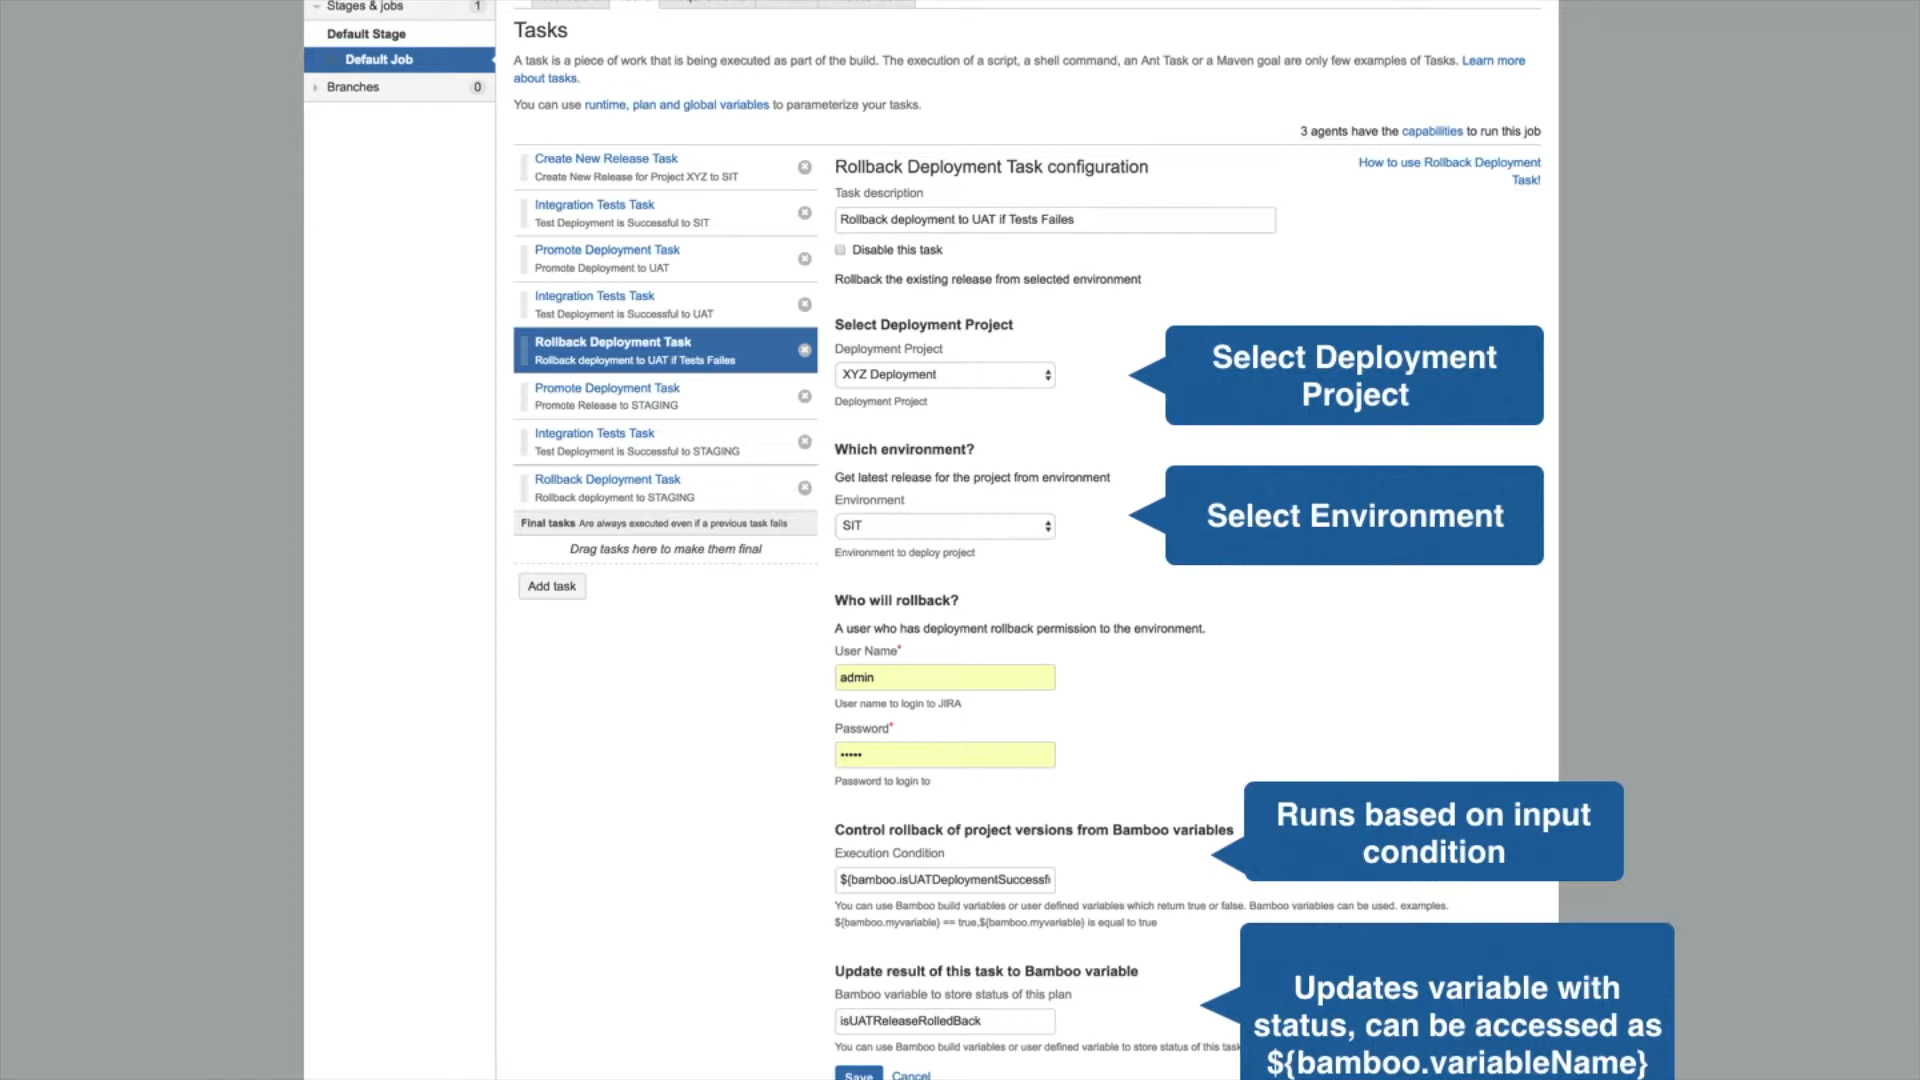 Stages & jobs 1
Default Stage
Default Job
Branches 0
Tasks
A task is a piece of work that is being executed as part of the build. The execution of a script, a shell command, an Ant Task or a Maven goal are only few examples of Tasks. Learn more
about tasks.
You can use runtime, plan and global variables to parameterize your tasks.
3 agents have the capabilities to run this job
Create New Release Task
Create New Release for Project XYZ to SIT
Integration Tests Task
Test Deployment is Successful to SIT
Promote Deployment Task
Promote Deployment to UAT
Integration Tests Task
Test Deployment is Successful to UAT
Rollback Deployment Task
Rollback deployment to UAT if Tests Failes
Promote Deployment Task
Promote Release to STAGING
Integration Tests Task
Test Deployment is Successful to STAGING
Rollback Deployment Task
Rollback deployment to STAGING
Final tasks Are always executed even if a previous task fails
Drag tasks here to make them final
Add task
Rollback Deployment Task configuration
How to use Rollback Deployment
Task!
Task description
Rollback deployment to UAT if Tests Failes
Disable this task
Rollback the existing release from selected environment
Select Deployment Project
Deployment Project
XYZ Deployment
Deployment Project
Select Deployment
Project
Which environment?
Get latest release for the project from environment
Environment
SIT
Environment to deploy project
Select Environment
Who will rollback?
A user who has deployment rollback permission to the environment.
User Name*
admin
User name to login to JIRA
Password*
•••••
Password to login to
Control rollback of project versions from Bamboo variables
Execution Condition
${bamboo.isUATDeploymentSuccessf
You can use Bamboo build variables or user defined variables which return true or false. Bamboo variables can be used. examples.
${bamboo.myvariable} == true,${bamboo.myvariable} is equal to true
Runs based on input
condition
Update result of this task to Bamboo variable
Bamboo variable to store status of this plan
isUATReleaseRolledBack
You can use Bamboo build variables or user defined variable to store status of this task
Save Cancel
Updates variable with
status, can be accessed as
${bamboo.variableName}